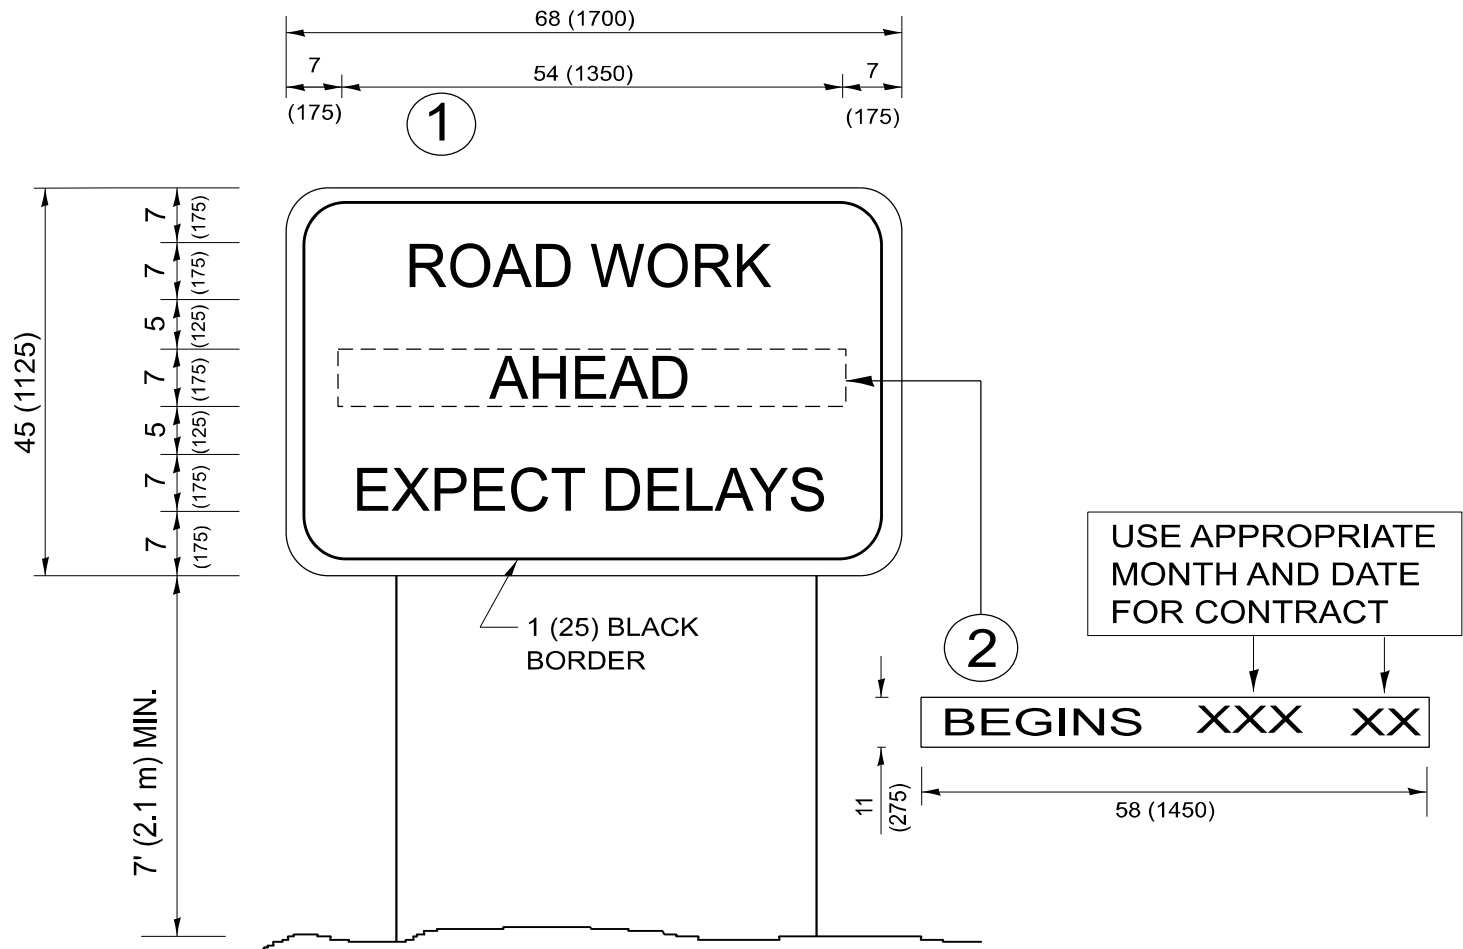 68 (1700)
7
54 (1350)
7
(175)
(175)
1
7
(175)
ROAD WORK
7
(175)
5
(125)
45 (1125)
7
(175)
AHEAD
5
(125)
7
(175)
EXPECT DELAYS
7
(175)
USE APPROPRIATE
MONTH AND DATE
FOR CONTRACT
1 (25) BLACK
BORDER
2
7' (2.1 m) MIN.
BEGINS XXX XX
11
(275)
58 (1450)